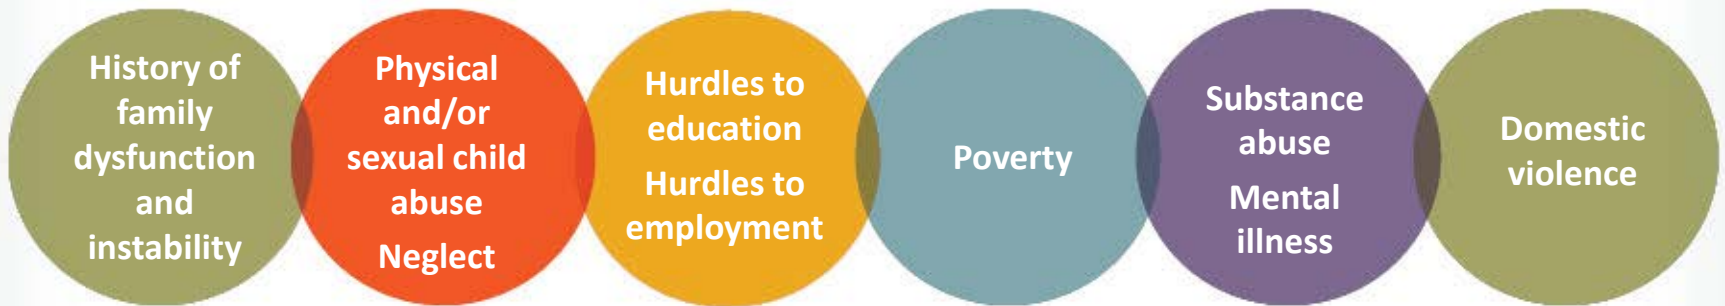 History of
family
dysfunction
and
instability
Physical
and/or
sexual child
abuse
Neglect
Hurdles to
education
Hurdles to
employment
Poverty
Substance
abuse
Mental
illness
Domestic
violence